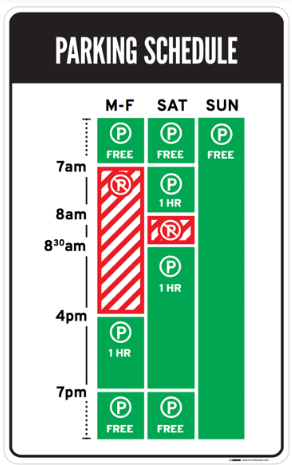 PARKING SCHEDULE
M-F SAT SUN
P P P
FREE FREE FREE
7am
P P
1 HR
8am
P
8³⁰am
P
1 HR
4pm
P
1 HR
7pm
P P
FREE FREE